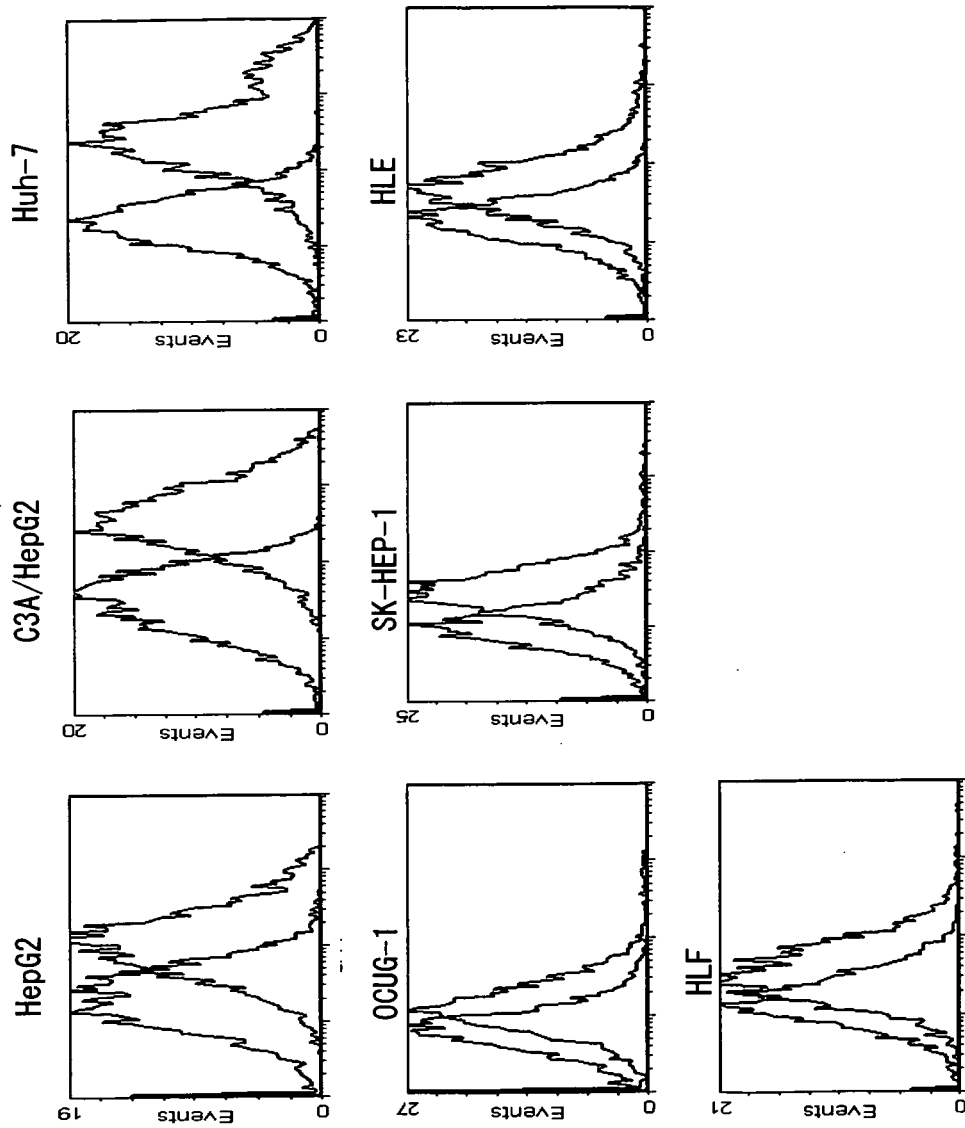 HepG2
19
Events
0
C3A/HepG2
20
Events
0
Huh-7
20
Events
0
OCUG-1
27
Events
0
SK-HEP-1
25
Events
0
HLE
23
Events
0
HLF
21
Events
0